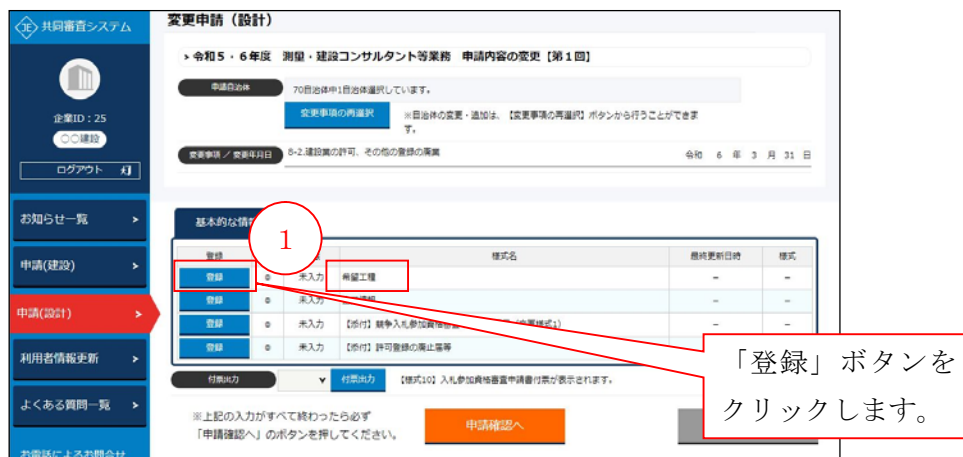 JE 共同審査システム
企業ID:25
〇〇建設
ログアウト
お知らせ一覧 >
申請(建設) >
申請(設計) >
利用者情報更新 >
よくある質問一覧 >
お電話によるお問合せ
変更申請(設計)
> 令和5・6年度 測量・建設コンサルタント等業務 申請内容の変更【第1回】
申請自治体 70自治体中1自治体選択しています。
変更事項の再選択 ※自治体の変更・追加は、【変更事項の再選択】ボタンから行うことができま
す。
変更事項/変更年月日 8-2.建設業の許可、その他の登録の廃業 令和 6 年 3 月 31 日
基本的な情
1
登録 様式名 最終更新日時 様式
登録 0 未入力 希望工種 - -
登録 0 未入力 - -
登録 0 未入力 【添付】競争入札参加資格審査 - -
登録 0 未入力 【添付】許可登録の廃止届等
付票出力 付票出力 【様式10】入札参加資格審査申請書付票が表示されます。
※上記の入力がすべて終わったら必ず
「申請確認へ」のボタンを押してください。
申請確認へ
「登録」ボタンを
クリックします。